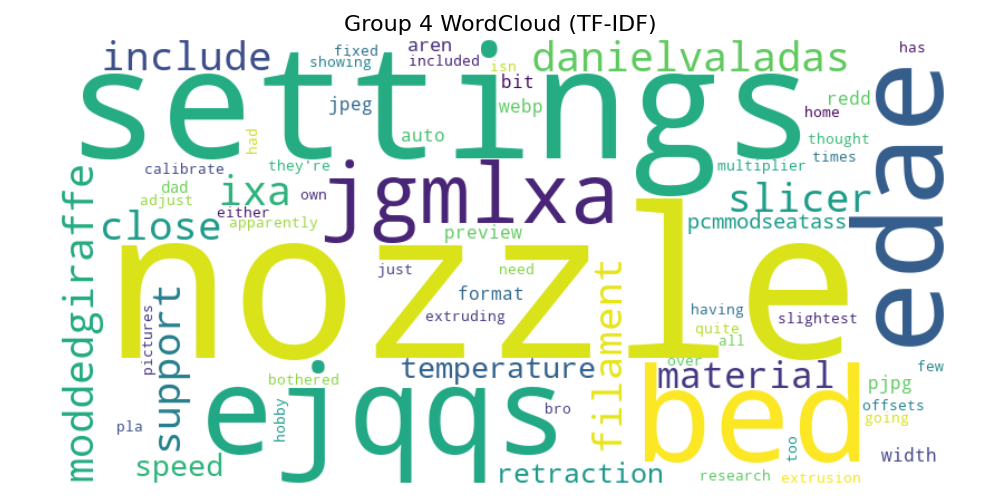 Group 4 WordCloud (TF-IDF)
include
fixed
showing
aren
included
isn
bit
danielvaladas
has
settings
jpeg
webp
auto
redd
home
edae
had
calibrate
they're
thought
times
multiplier
dad
adjust
ixa
own
jgmlxa
slicer
either
apparently
close
preview
pcmmodseatass
moddedgiraffe
nozzle
just
need
format
extruding
filament
having
slightest
quite
all
pictures
support
temperature
over
material
few
bothered
ejqqs
bed
pjpg
offsets
going
hobby
bro
pla
too
width
speed
retraction
research
extrusion